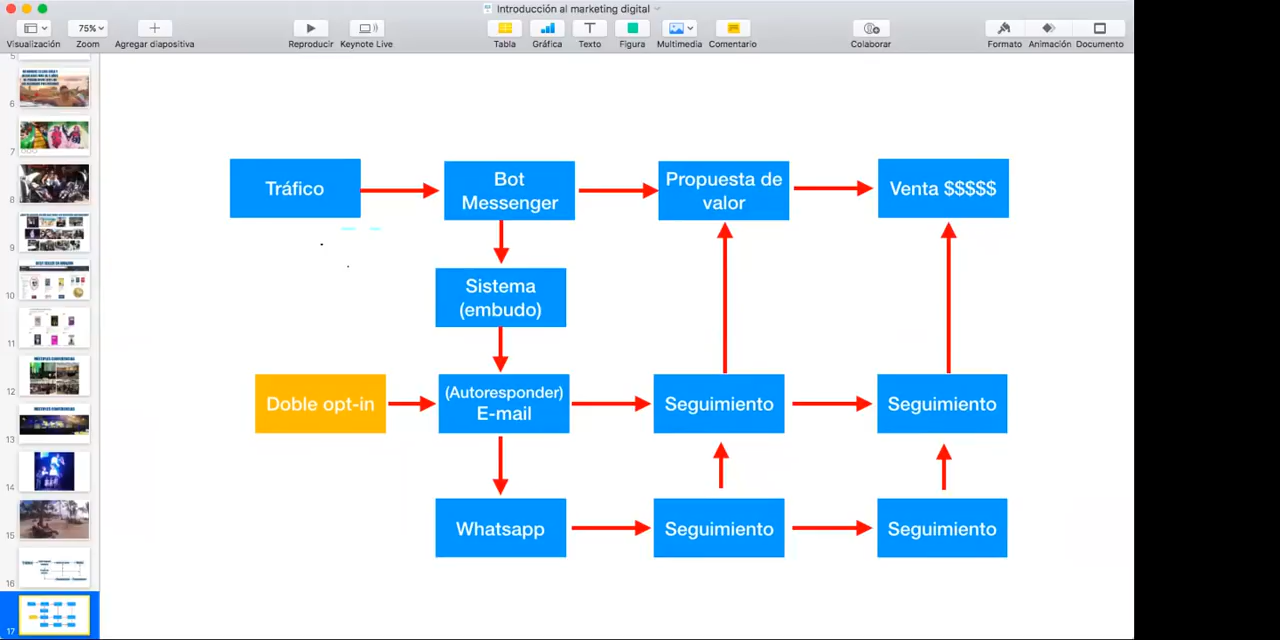 Introducción al marketing digital
75%
Visualización
Zoom
Agregar diapositiva
Reproducir
Keynote Live
Tabla
Gráfica
Texto
Figura
Multimedia
Comentario
Colaborar
Formato
Animación
Documento
5
6
7
8
9
10
11
12
13
14
15
16
17
Tráfico
Bot
Messenger
Propuesta de
valor
Venta $$$$$
Sistema
(embudo)
Doble opt-in
(Autoresponder)
E-mail
Seguimiento
Seguimiento
Whatsapp
Seguimiento
Seguimiento